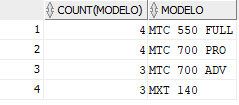 COUNT(MODELO) MODELO
1 4 MTC 550 FULL
2 4 MTC 700 PRO
3 3 MTC 700 ADV
4 3 MXT 140